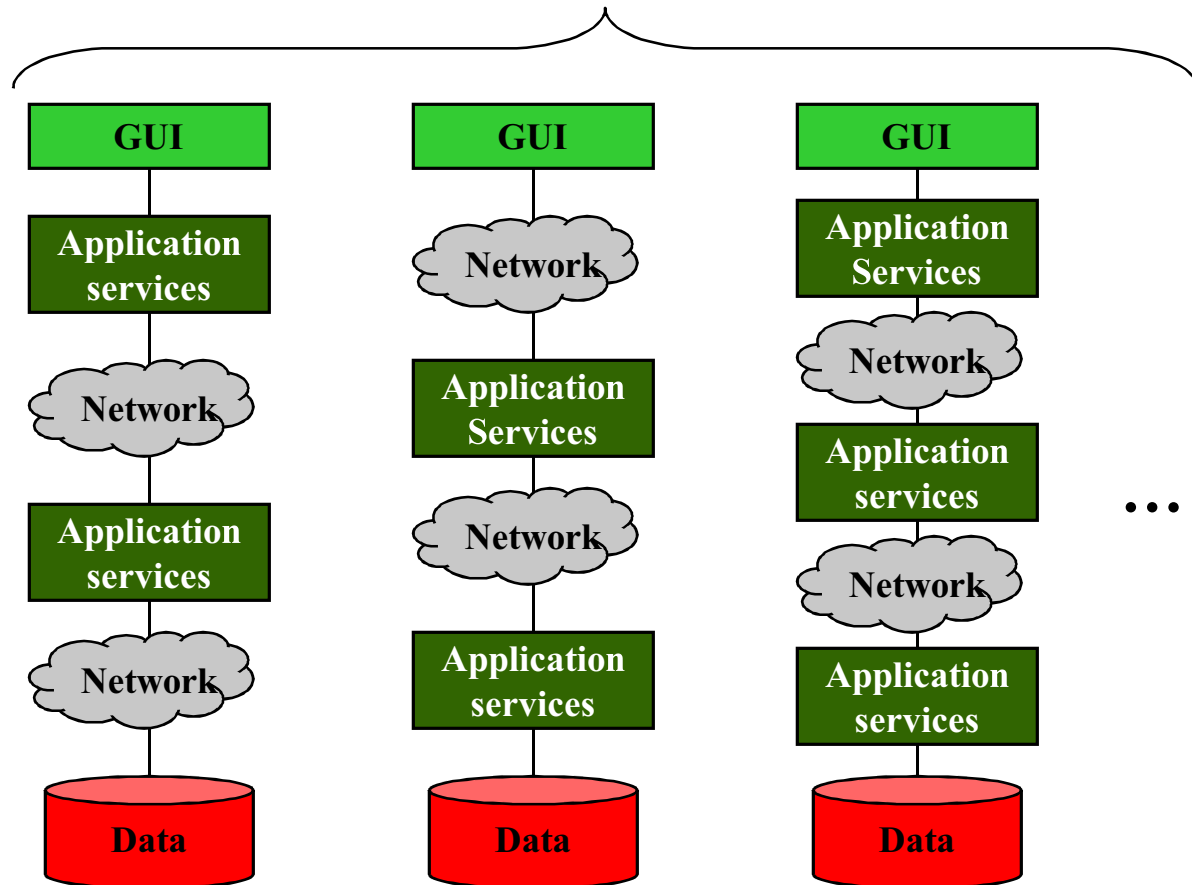 GUI
Application
services
Network
Application
services
Network
Data
GUI
Network
Application
Services
Network
Application
services
Data
GUI
Application
Services
Network
Application
services
Network
Application
services
Data
...